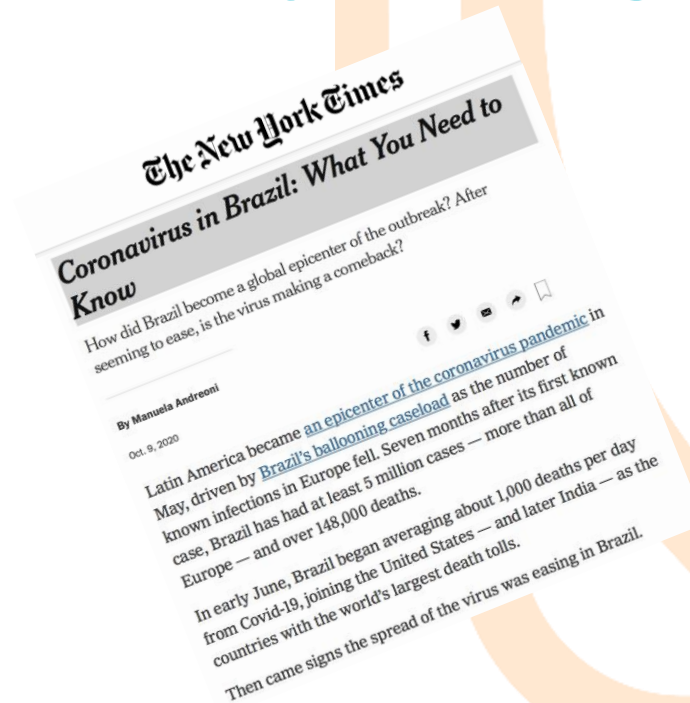 The New York Times
Coronavirus in Brazil: What You Need to
Know
How did Brazil become a global epicenter of the outbreak? After
seeming to ease, is the virus making a comeback?
By Manuela Andreoni
Oct. 9, 2020
Latin America became an epicenter of the coronavirus pandemic in
May, driven by Brazil's ballooning caseload as the number of
known infections in Europe fell. Seven months after its first known
case, Brazil has had at least 5 million cases — more than all of
Europe — and over 148,000 deaths.
In early June, Brazil began averaging about 1,000 deaths per day
from Covid-19, joining the United States — and later India — as the
countries with the world's largest death tolls.
Then came signs the spread of the virus was easing in Brazil.